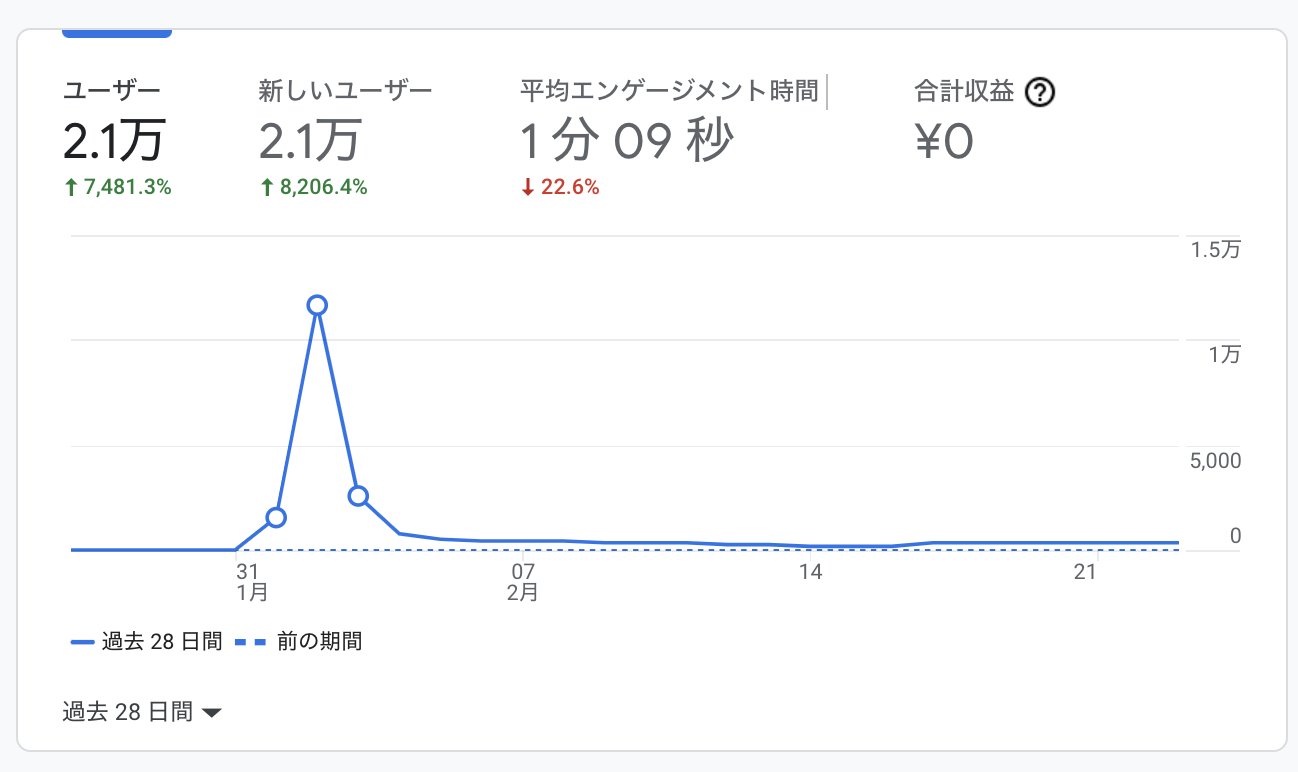 ユーザー 新しいユーザー 平均エンゲージメント時間 合計収益 ?
2.1万 2.1万 1 分 09 秒 ¥0
↑ 7,481.3% ↑ 8,206.4% ↓ 22.6%
1.5万
1万
5,000
0
31 07 14 21
1月 2月
過去 28 日間 前の期間
過去 28 日間